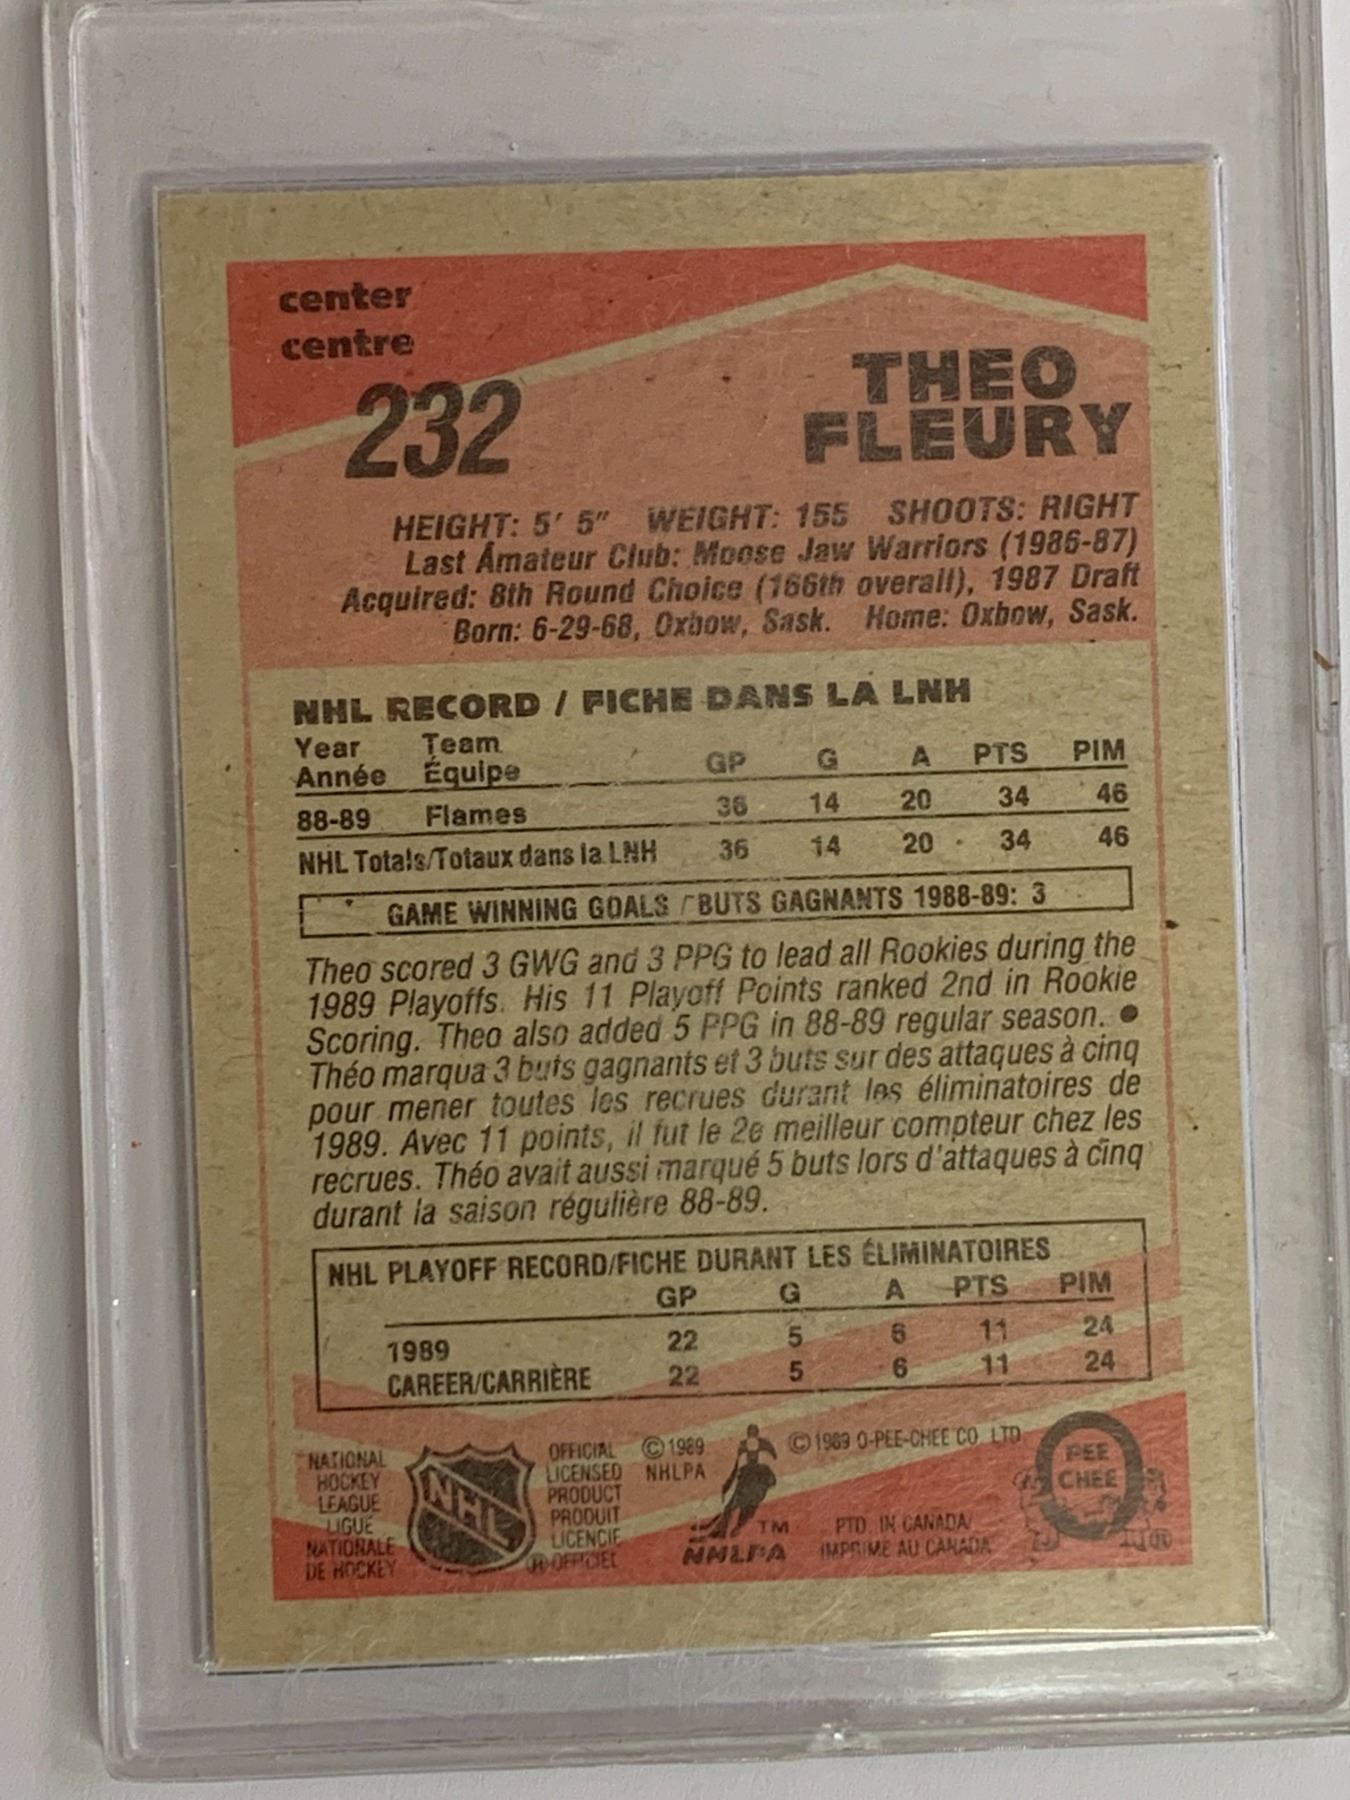 center
centre
232
THEO
FLEURY
HEIGHT: 5' 5" WEIGHT: 155 SHOOTS: RIGHT
Last Amateur Club: Moose Jaw Warriors (1986-87)
Acquired: 8th Round Choice (166th overall), 1987 Draft
Born: 6-29-68, Oxbow, Sask. Home: Oxbow, Sask.
NHL RECORD / FICHE DANS LA LNH
Year Team
Année Équipe GP G A PTS PIM
88-89 Flames 36 14 20 34 46
NHL Totals/Totaux dans la LNH 36 14 20 34 46
GAME WINNING GOALS / BUTS GAGNANTS 1988-89: 3
Theo scored 3 GWG and 3 PPG to lead all Rookies during the
1989 Playoffs. His 11 Playoff Points ranked 2nd in Rookie
Scoring. Theo also added 5 PPG in 88-89 regular season. ●
Théo marqua 3 buts gagnants et 3 buts sur des attaques à cinq
pour mener toutes les recrues durant les éliminatoires de
1989. Avec 11 points, il fut le 2e meilleur compteur chez les
recrues. Théo avait aussi marqué 5 buts lors d'attaques à cinq
durant la saison régulière 88-89.
NHL PLAYOFF RECORD/FICHE DURANT LES ÉLIMINATOIRES
GP G A PTS PIM
1989 22 5 6 11 24
CAREER/CARRIÈRE 22 5 6 11 24
NATIONAL
HOCKEY
LEAGUE
LIGUE
NATIONALE
DE HOCKEY
NHL
OFFICIAL
LICENSED
PRODUCT
PRODUIT
LICENCIE
® OFFICIEL
© 1989
NHLPA
TM
NHLPA
© 1989 O-PEE-CHEE CO. LTD.
PTD. IN CANADA/
IMPRIME AU CANADA
PEE
CHEE